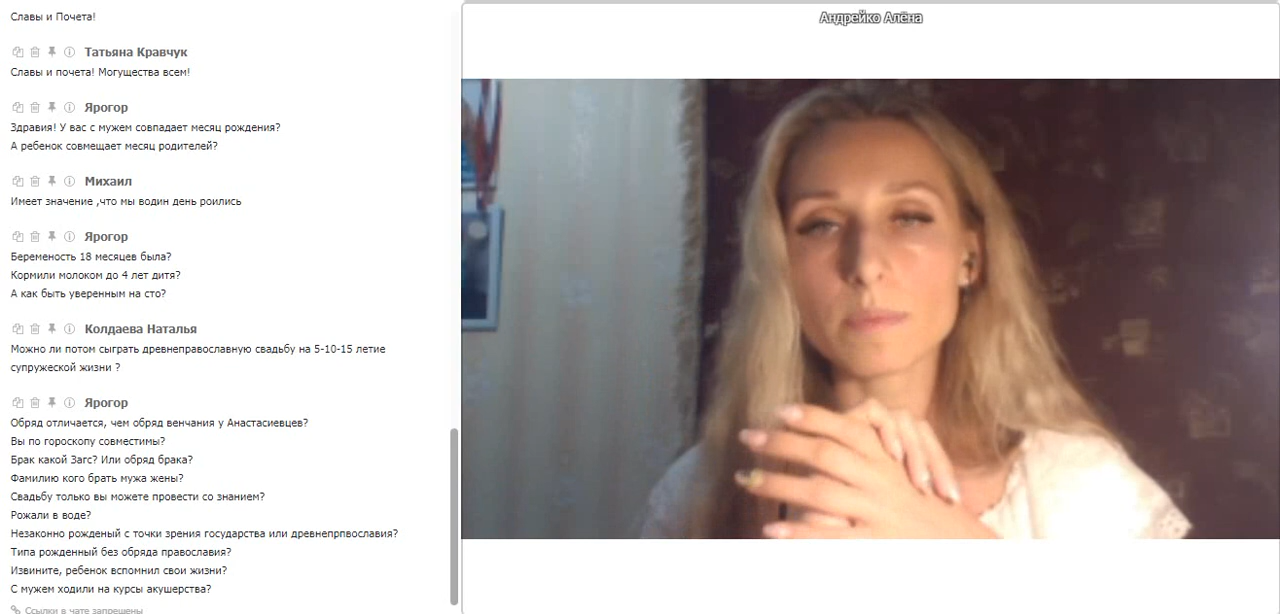 Славы и Почета!
Татьяна Кравчук
Славы и почета! Могущества всем!
Ярогор
Здравия! У вас с мужем совпадает месяц рождения?
А ребенок совмещает месяц родителей?
Михаил
Имеет значение ,что мы водин день роились
Ярогор
Беременость 18 месяцев была?
Кормили молоком до 4 лет дитя?
А как быть уверенным на сто?
Колдаева Наталья
Можно ли потом сыграть древнеправославную свадьбу на 5-10-15 летие
супружеской жизни ?
Ярогор
Обряд отличается, чем обряд венчания у Анастасиевцев?
Вы по гороскопу совместимы?
Брак какой Загс? Или обряд брака?
Фамилию кого брать мужа жены?
Свадьбу только вы можете провести со знанием?
Рожали в воде?
Незаконно рожденый с точки зрения государства или древнепрпвославия?
Типа рожденный без обряда православия?
Извините, ребенок вспомнил свои жизни?
С мужем ходили на курсы акушерства?
Ссылки в чате запрещены
Андрейко Алёна